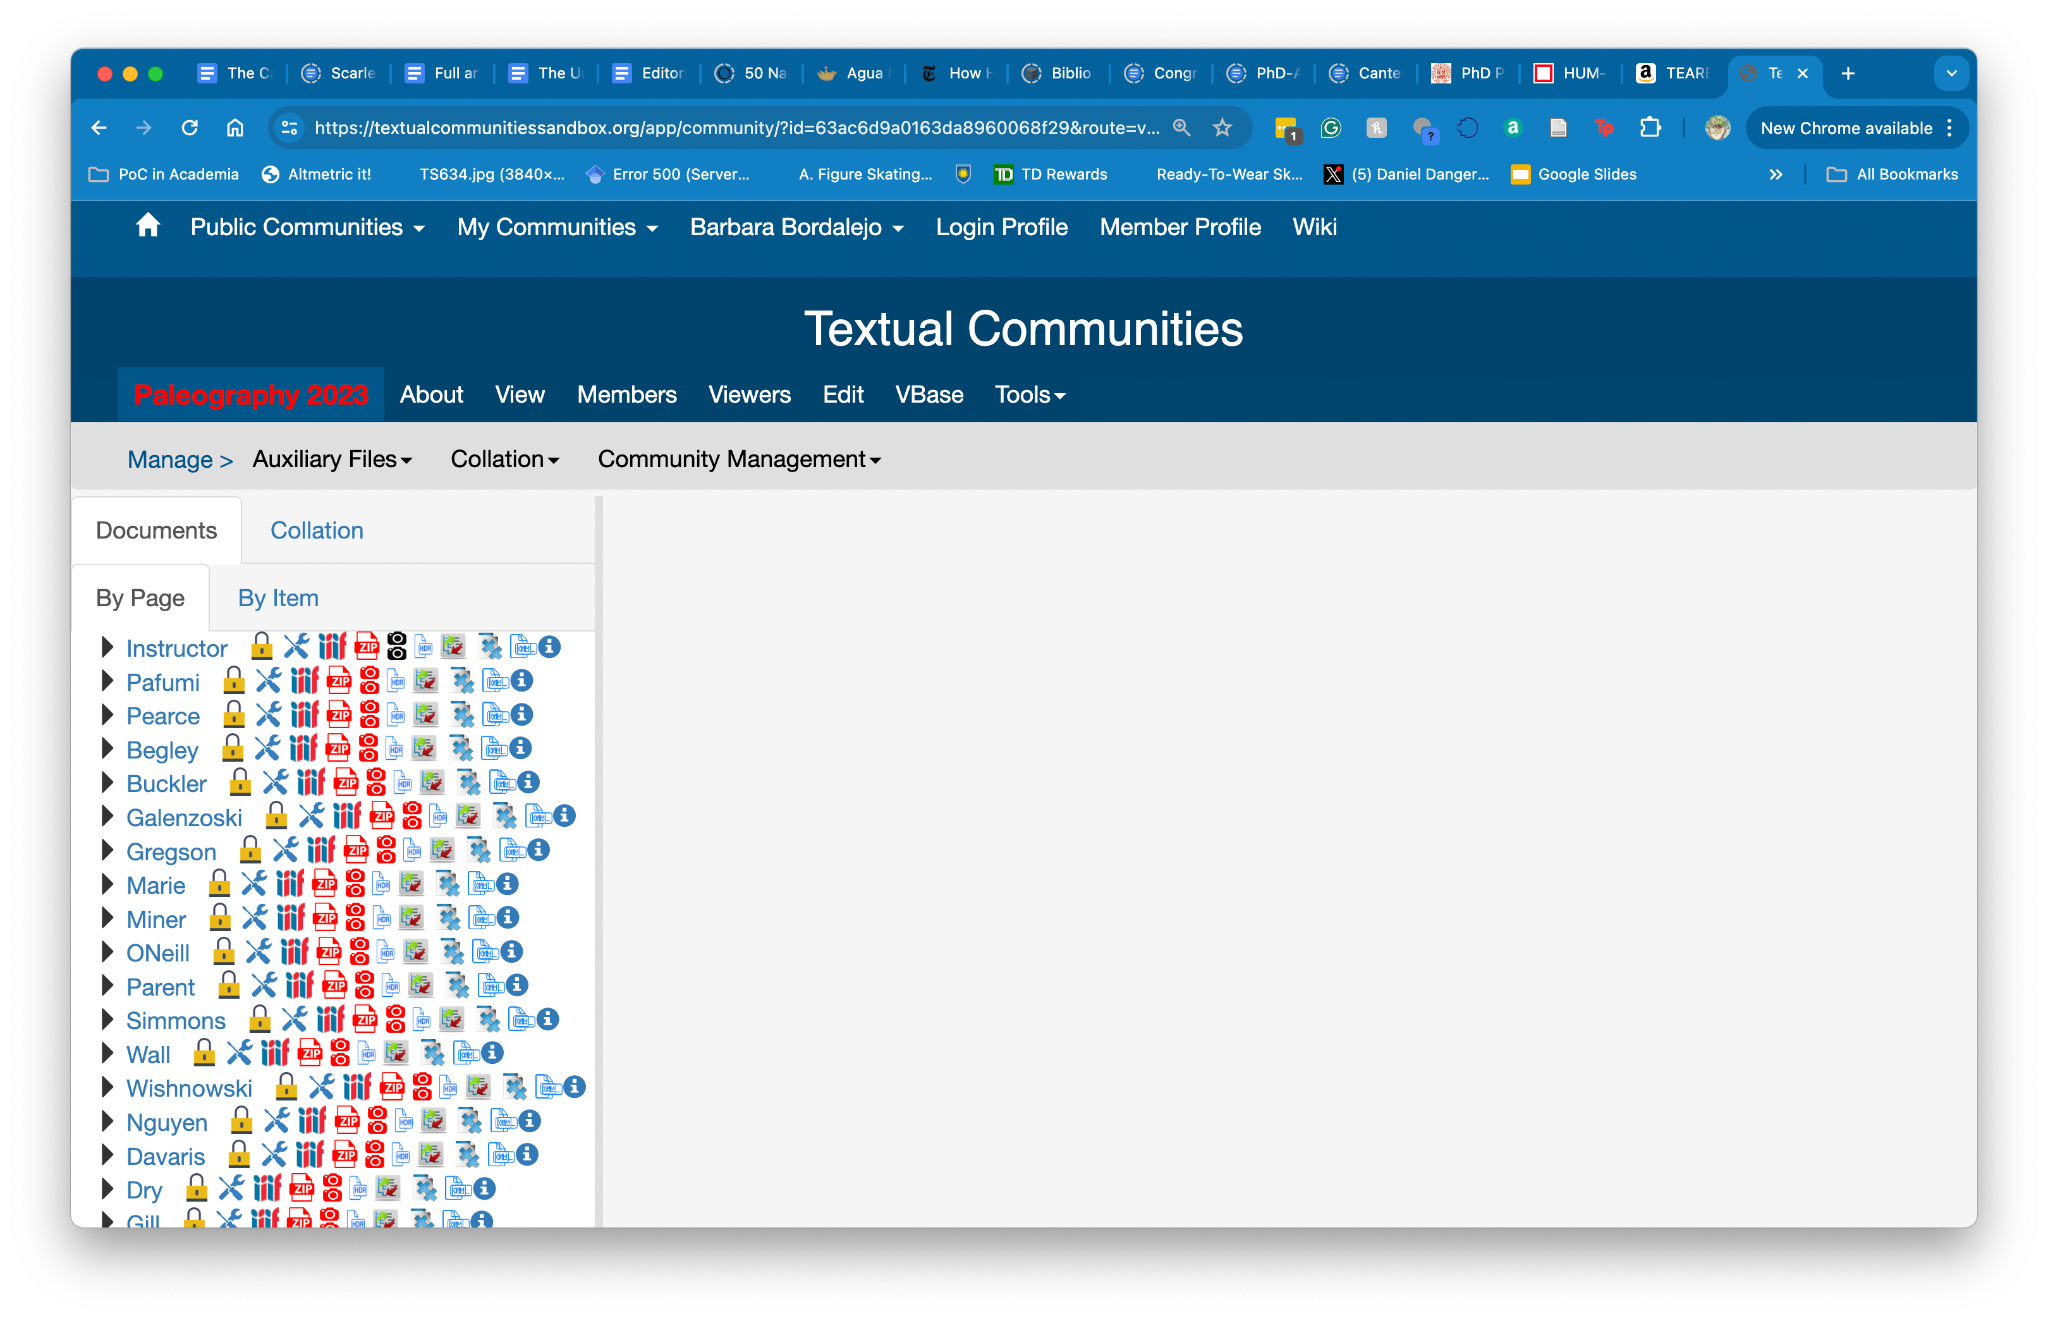 The C
Scarle
Full ar
The U
Editor
50 Na
Agua
How H
Biblio
Congr
PhD-A
Cante
PhD P
HUM-
TEAR
Te
https://textualcommunitiessandbox.org/app/community/?id=63ac6d9a0163da8960068f29&route=v...
1
?
New Chrome available
PoC in Academia
Altmetric it!
TS634.jpg (3840×...
Error 500 (Server...
A. Figure Skating...
TD Rewards
Ready-To-Wear Sk...
(5) Daniel Danger...
Google Slides
All Bookmarks
Public Communities
My Communities
Barbara Bordalejo
Login Profile
Member Profile
Wiki
Textual Communities
Paleography 2023
About
View
Members
Viewers
Edit
VBase
Tools
Manage >
Auxiliary Files
Collation
Community Management
Documents
Collation
By Page
By Item
Instructor
Pafumi
Pearce
Begley
Buckler
Galenzoski
Gregson
Marie
Miner
ONeill
Parent
Simmons
Wall
Wishnowski
Nguyen
Davaris
Dry
Gill